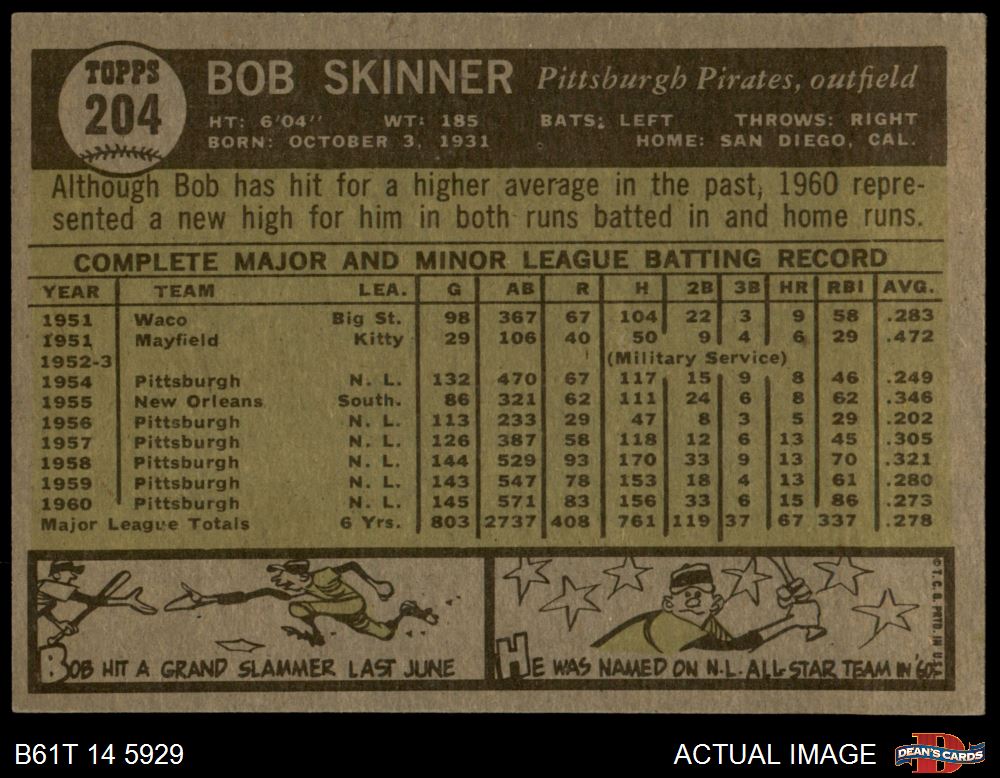 TOPPS
204
BOB SKINNER Pittsburgh Pirates, outfield
HT: 6'04" WT: 185 BATS: LEFT THROWS: RIGHT
BORN: OCTOBER 3, 1931 HOME: SAN DIEGO, CAL.
Although Bob has hit for a higher average in the past, 1960 repre-
sented a new high for him in both runs batted in and home runs.
COMPLETE MAJOR AND MINOR LEAGUE BATTING RECORD
YEAR TEAM LEA. G AB R H 2B 3B HR RBI AVG.
1951 Waco Big St. 98 367 67 104 22 3 9 58 .283
1951 Mayfield Kitty 29 106 40 50 9 4 6 29 .472
1952-3 (Military Service)
1954 Pittsburgh N. L. 132 470 67 117 15 9 8 46 .249
1955 New Orleans South. 86 321 62 111 24 6 8 62 .346
1956 Pittsburgh N. L. 113 233 29 47 8 3 5 29 .202
1957 Pittsburgh N. L. 126 387 58 118 12 6 13 45 .305
1958 Pittsburgh N. L. 144 529 93 170 33 9 13 70 .321
1959 Pittsburgh N. L. 143 547 78 153 18 4 13 61 .280
1960 Pittsburgh N. L. 145 571 83 156 33 6 15 86 .273
Major League Totals 6 Yrs. 803 2737 408 761 119 37 67 337 .278
BOB HIT A GRAND SLAMMER LAST JUNE
HE WAS NAMED ON N.L. ALL-STAR TEAM IN '60.
©T.C.G. PRTD. IN U.S.A.
B61T 14 5929
ACTUAL IMAGE
D
DEAN'S CARDS